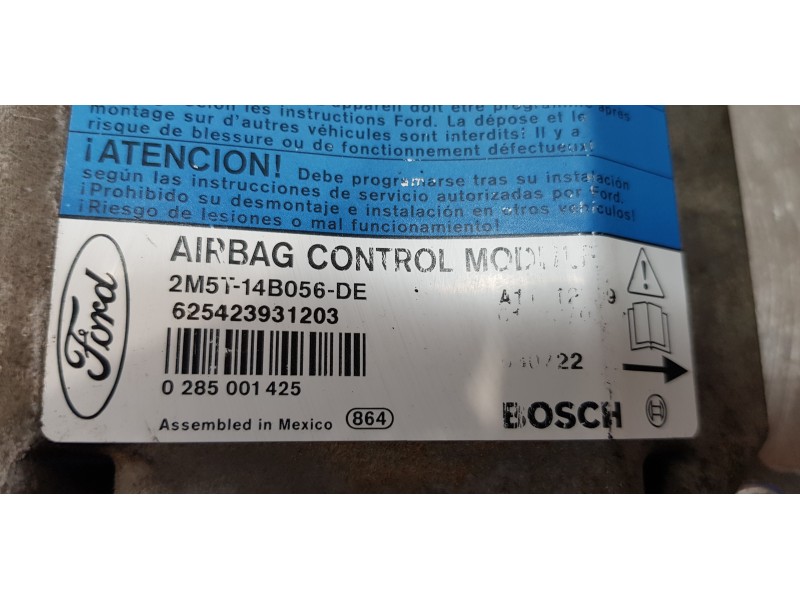 les instructions Ford. La dépose et le
montage sur d'autres véhicules sont interdits: Il y a
risque de blessure ou de fonctionnement défectueux!
¡ATENCION! Debe programarse tras su instalación
según las instrucciones de servicio autorizadas por Ford.
¡Prohibido su desmontaje e instalación en otros vehículos!
¡Riesgo de lesiones o mal funcionamiento!
Ford
AIRBAG CONTROL MODULE
2M5T-14B056-DE
625423931203
0 285 001 425
Assembled in Mexico 864
22
BOSCH